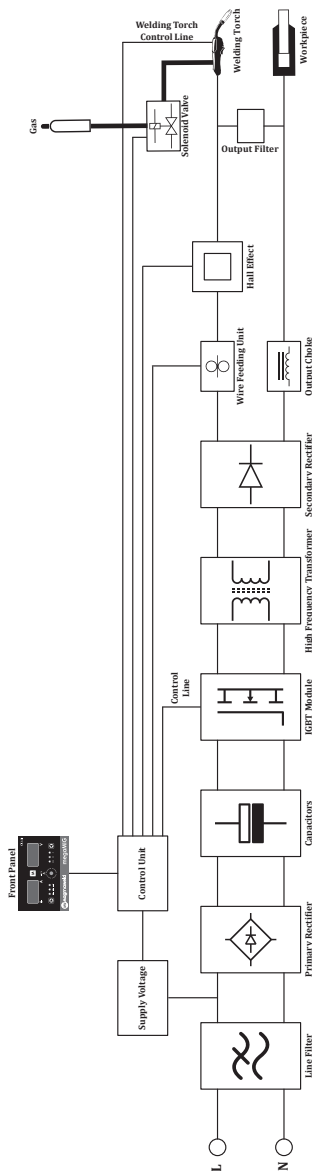 Front Panel
magmaweld
megaMIG
Gas
Welding Torch
Control Line
Solenoid Valve
Welding Torch
Workpiece
Supply Voltage
Control Unit
Control
Line
Output Filter
L
N
Line Filter
Primary Rectifier
Capacitors
IGBT Module
High Frequency Transformer
Secondary Rectifier
Wire Feeding Unit
Output Choke
Hall Effect